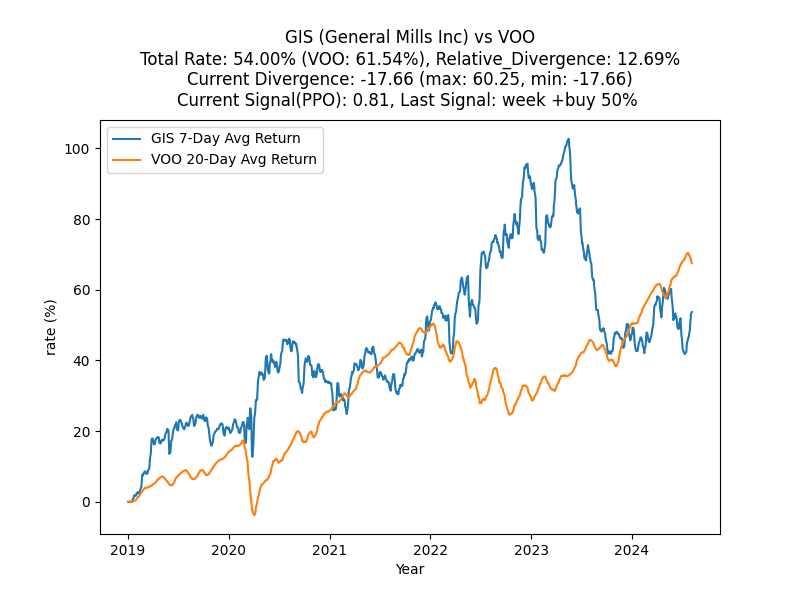 GIS (General Mills Inc) vs VOO
Total Rate: 54.00% (VOO: 61.54%), Relative_Divergence: 12.69%
Current Divergence: -17.66 (max: 60.25, min: -17.66)
Current Signal(PPO): 0.81, Last Signal: week +buy 50%
GIS 7-Day Avg Return
VOO 20-Day Avg Return
100
80
60
40
20
0
rate (%)
2019 2020 2021 2022 2023 2024
Year